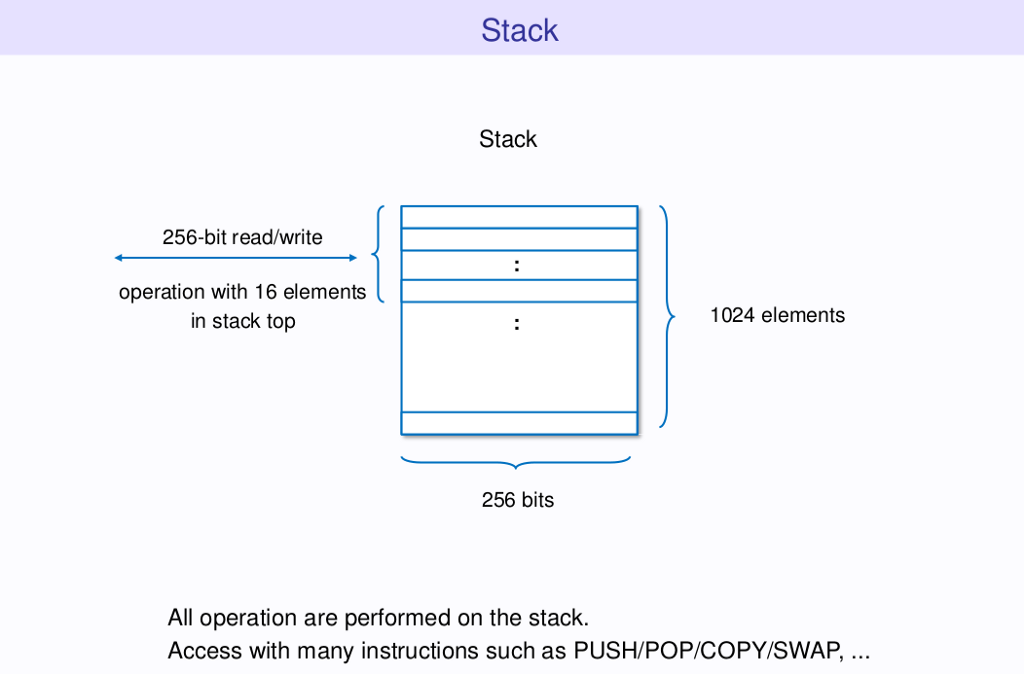 Stack
Stack
256-bit read/write
operation with 16 elements
in stack top
:
:
1024 elements
256 bits
All operation are performed on the stack.
Access with many instructions such as PUSH/POP/COPY/SWAP, ...